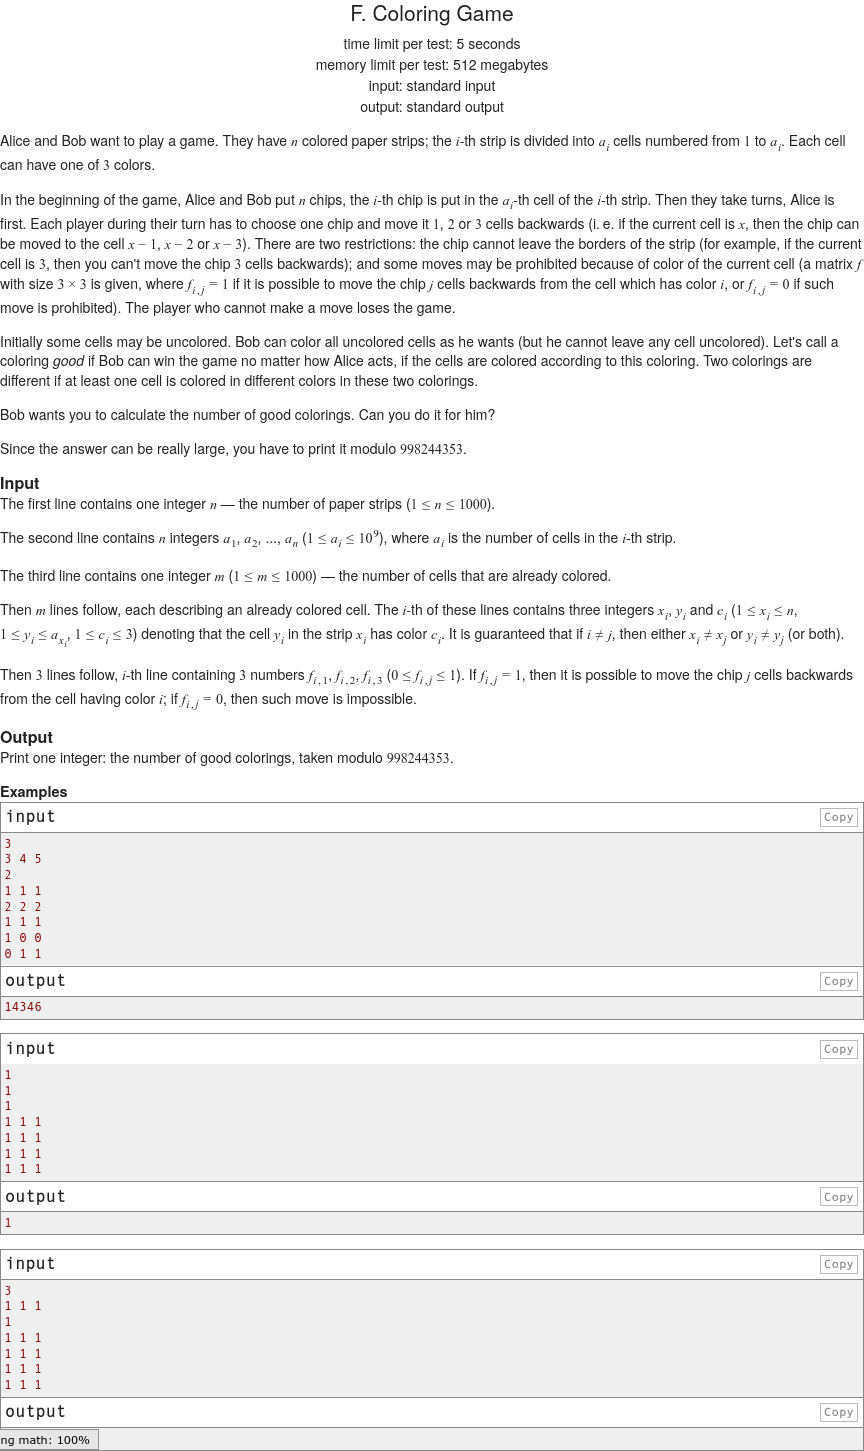 F. Coloring Game
time limit per test: 5 seconds
memory limit per test: 512 megabytes
input: standard input
output: standard output
Alice and Bob want to play a game. They have n colored paper strips; the i-th strip is divided into a_i cells numbered from 1 to a_i. Each cell
can have one of 3 colors.
In the beginning of the game, Alice and Bob put n chips, the i-th chip is put in the a_i-th cell of the i-th strip. Then they take turns, Alice is
first. Each player during their turn has to choose one chip and move it 1, 2 or 3 cells backwards (i. e. if the current cell is x, then the chip can
be moved to the cell x − 1, x − 2 or x − 3). There are two restrictions: the chip cannot leave the borders of the strip (for example, if the current
cell is 3, then you can't move the chip 3 cells backwards); and some moves may be prohibited because of color of the current cell (a matrix f
with size 3 × 3 is given, where f_{i, j} = 1 if it is possible to move the chip j cells backwards from the cell which has color i, or f_{i, j} = 0 if such
move is prohibited). The player who cannot make a move loses the game.
Initially some cells may be uncolored. Bob can color all uncolored cells as he wants (but he cannot leave any cell uncolored). Let's call a
coloring good if Bob can win the game no matter how Alice acts, if the cells are colored according to this coloring. Two colorings are
different if at least one cell is colored in different colors in these two colorings.
Bob wants you to calculate the number of good colorings. Can you do it for him?
Since the answer can be really large, you have to print it modulo 998244353.
Input
The first line contains one integer n — the number of paper strips (1 ≤ n ≤ 1000).
The second line contains n integers a_1, a_2, ..., a_n (1 ≤ a_i ≤ 10^9), where a_i is the number of cells in the i-th strip.
The third line contains one integer m (1 ≤ m ≤ 1000) — the number of cells that are already colored.
Then m lines follow, each describing an already colored cell. The i-th of these lines contains three integers x_i, y_i and c_i (1 ≤ x_i ≤ n,
1 ≤ y_i ≤ a_{x_i}, 1 ≤ c_i ≤ 3) denoting that the cell y_i in the strip x_i has color c_i. It is guaranteed that if i ≠ j, then either x_i ≠ x_j or y_i ≠ y_j (or both).
Then 3 lines follow, i-th line containing 3 numbers f_{i, 1}, f_{i, 2}, f_{i, 3} (0 ≤ f_{i, j} ≤ 1). If f_{i, j} = 1, then it is possible to move the chip j cells backwards
from the cell having color i; if f_{i, j} = 0, then such move is impossible.
Output
Print one integer: the number of good colorings, taken modulo 998244353.
Examples
input
Copy
3
3 4 5
2
1 1 1
2 2 2
1 1 1
1 0 0
0 1 1
output
Copy
14346
input
Copy
1
1
1
1 1 1
1 1 1
1 1 1
1 1 1
output
Copy
1
input
Copy
3
1 1 1
1
1 1 1
1 1 1
1 1 1
1 1 1
output
Copy
ng math: 100%